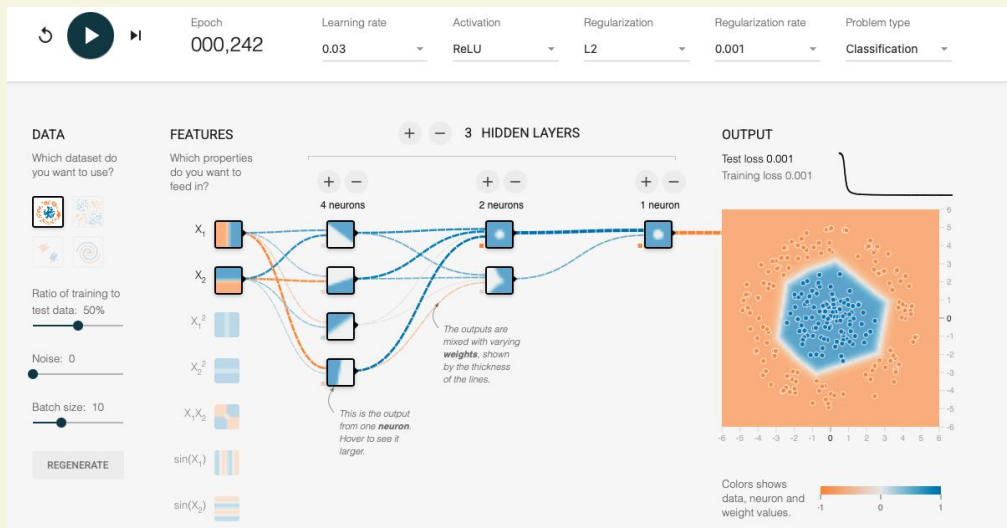 Epoch
000,242
Learning rate
0.03
Activation
ReLU
Regularization
L2
Regularization rate
0.001
Problem type
Classification
DATA
Which dataset do
you want to use?
Ratio of training to
test data: 50%
Noise: 0
Batch size: 10
REGENERATE
FEATURES
Which properties
do you want to
feed in?
X₁
X₂
X₁²
X₂²
X₁X₂
sin(X₁)
sin(X₂)
+ − 3 HIDDEN LAYERS
+ −
4 neurons
+ −
2 neurons
+ −
1 neuron
The outputs are
mixed with varying
weights, shown
by the thickness
of the lines.
This is the output
from one neuron.
Hover to see it
larger.
OUTPUT
Test loss 0.001
Training loss 0.001
6
5
4
3
2
1
0
-1
-2
-3
-4
-5
-6
-6 -5 -4 -3 -2 -1 0 1 2 3 4 5 6
Colors shows
data, neuron and
weight values.
-1 0 1